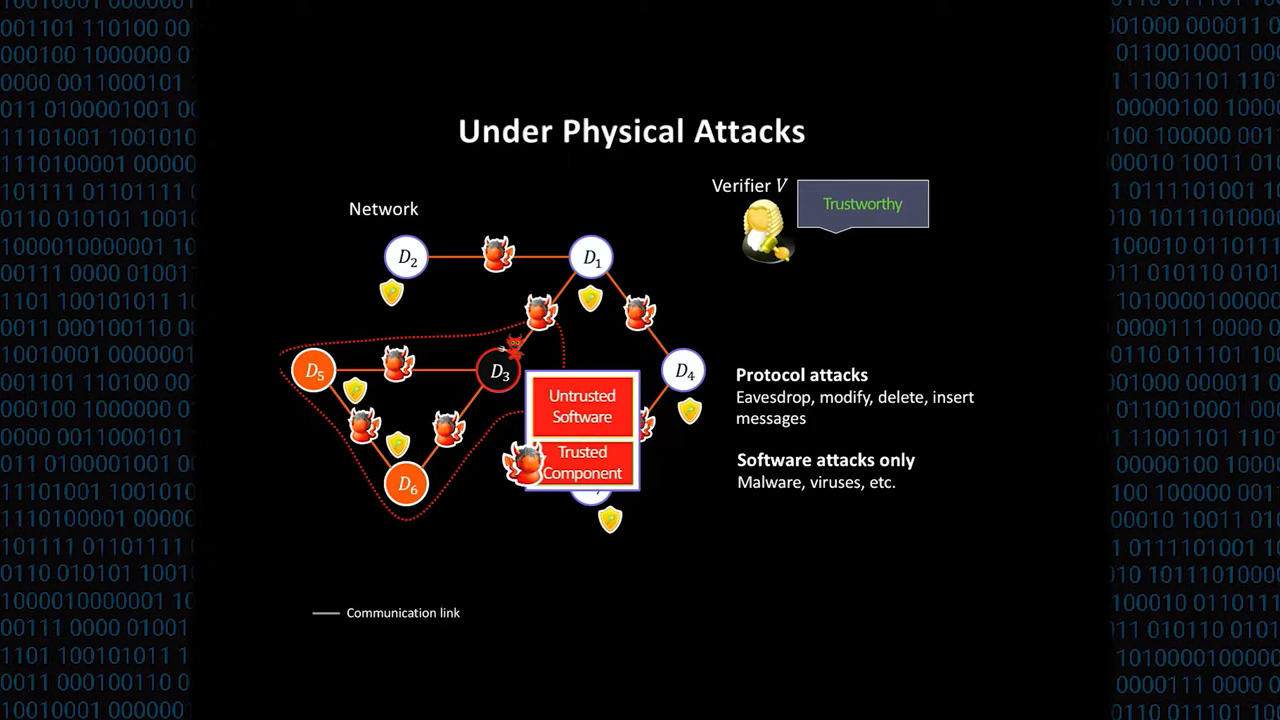 Under Physical Attacks
Verifier V
Trustworthy
Network
D2
D1
D5
D3
D4
Untrusted
Software
Trusted
Component
D6
Protocol attacks
Eavesdrop, modify, delete, insert
messages
Software attacks only
Malware, viruses, etc.
Communication link